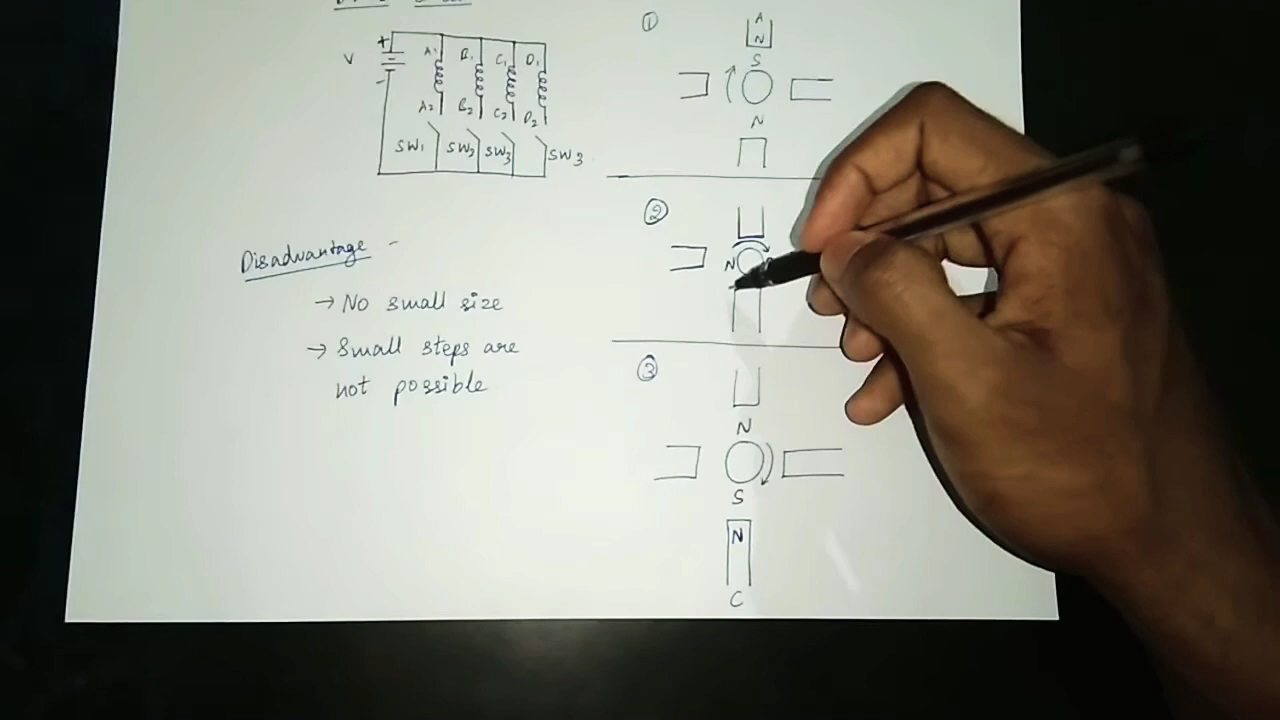 V + -
A1 B1 C1 D1
A2 B2 C2 D2
SW1 SW2 SW3 SW3
Disadvantage -
→ No small size
→ Small steps are
not possible
1
A
N
S
N
2
N
3
N
S
N
C